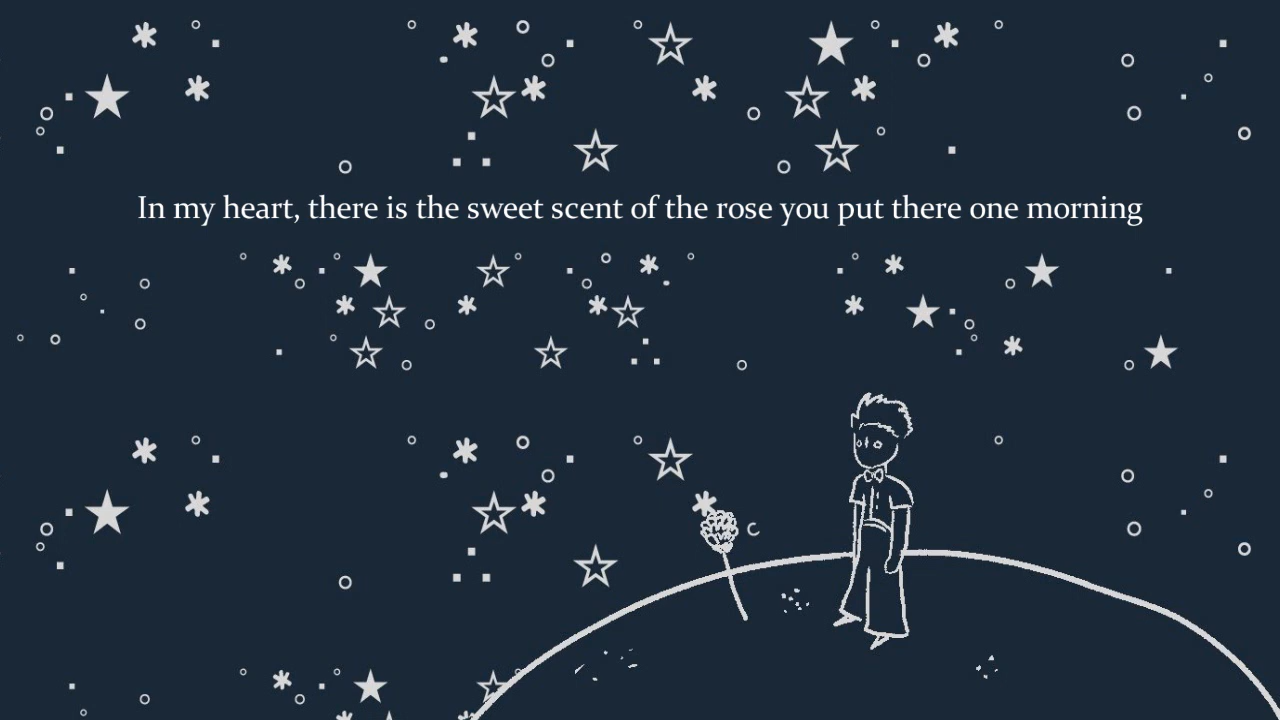 In my heart, there is the sweet scent of the rose you put there one morning